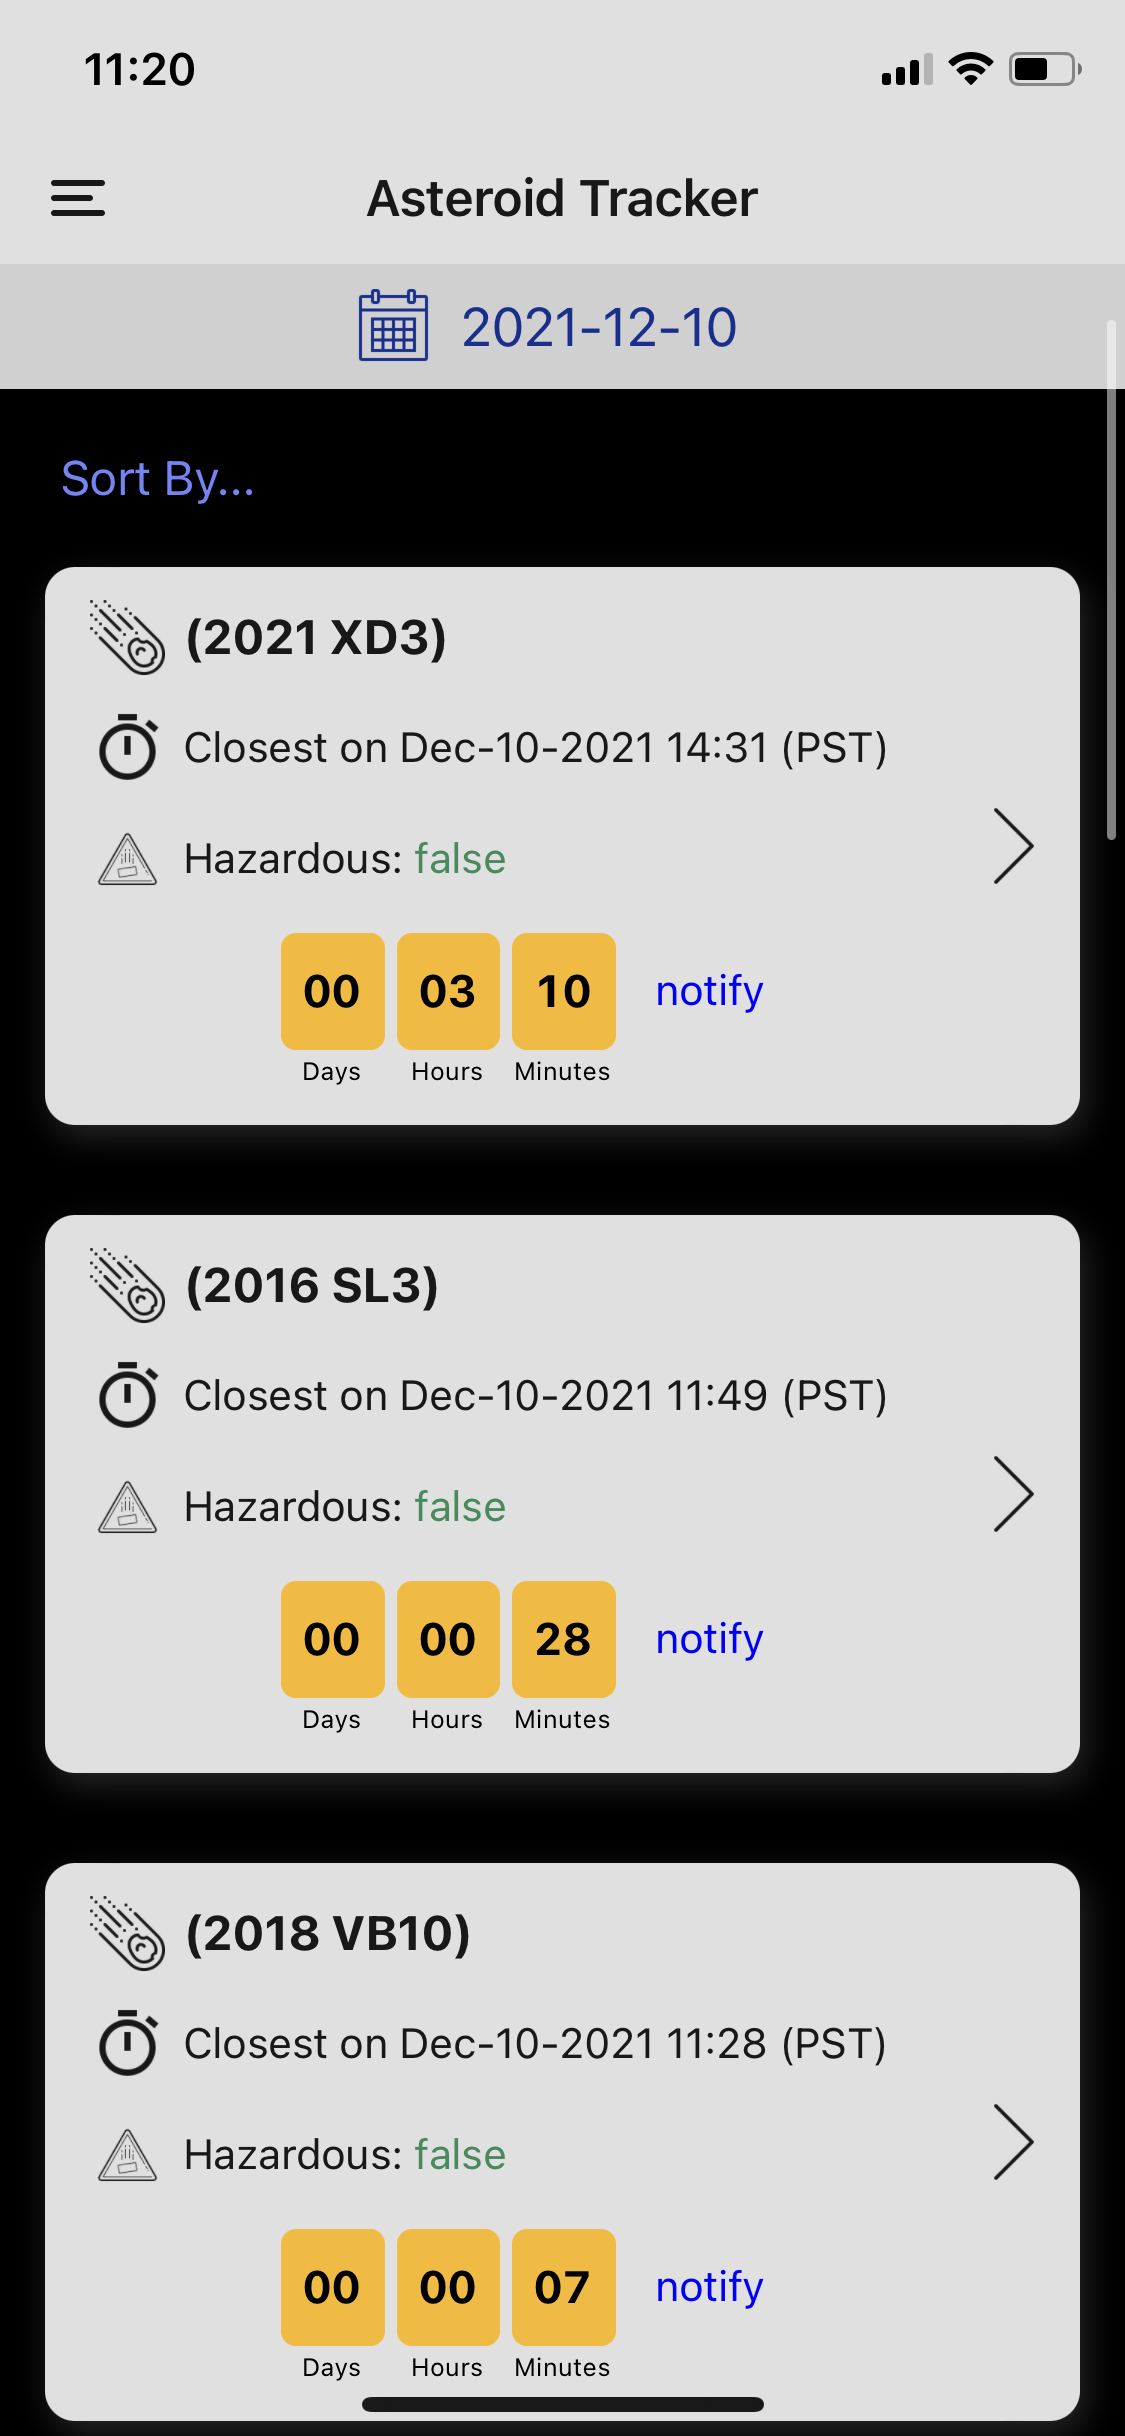 11:20
Asteroid Tracker
2021-12-10
Sort By...
(2021 XD3)
Closest on Dec-10-2021 14:31 (PST)
Hazardous: false
00 03 10 notify
Days Hours Minutes
(2016 SL3)
Closest on Dec-10-2021 11:49 (PST)
Hazardous: false
00 00 28 notify
Days Hours Minutes
(2018 VB10)
Closest on Dec-10-2021 11:28 (PST)
Hazardous: false
00 00 07 notify
Days Hours Minutes